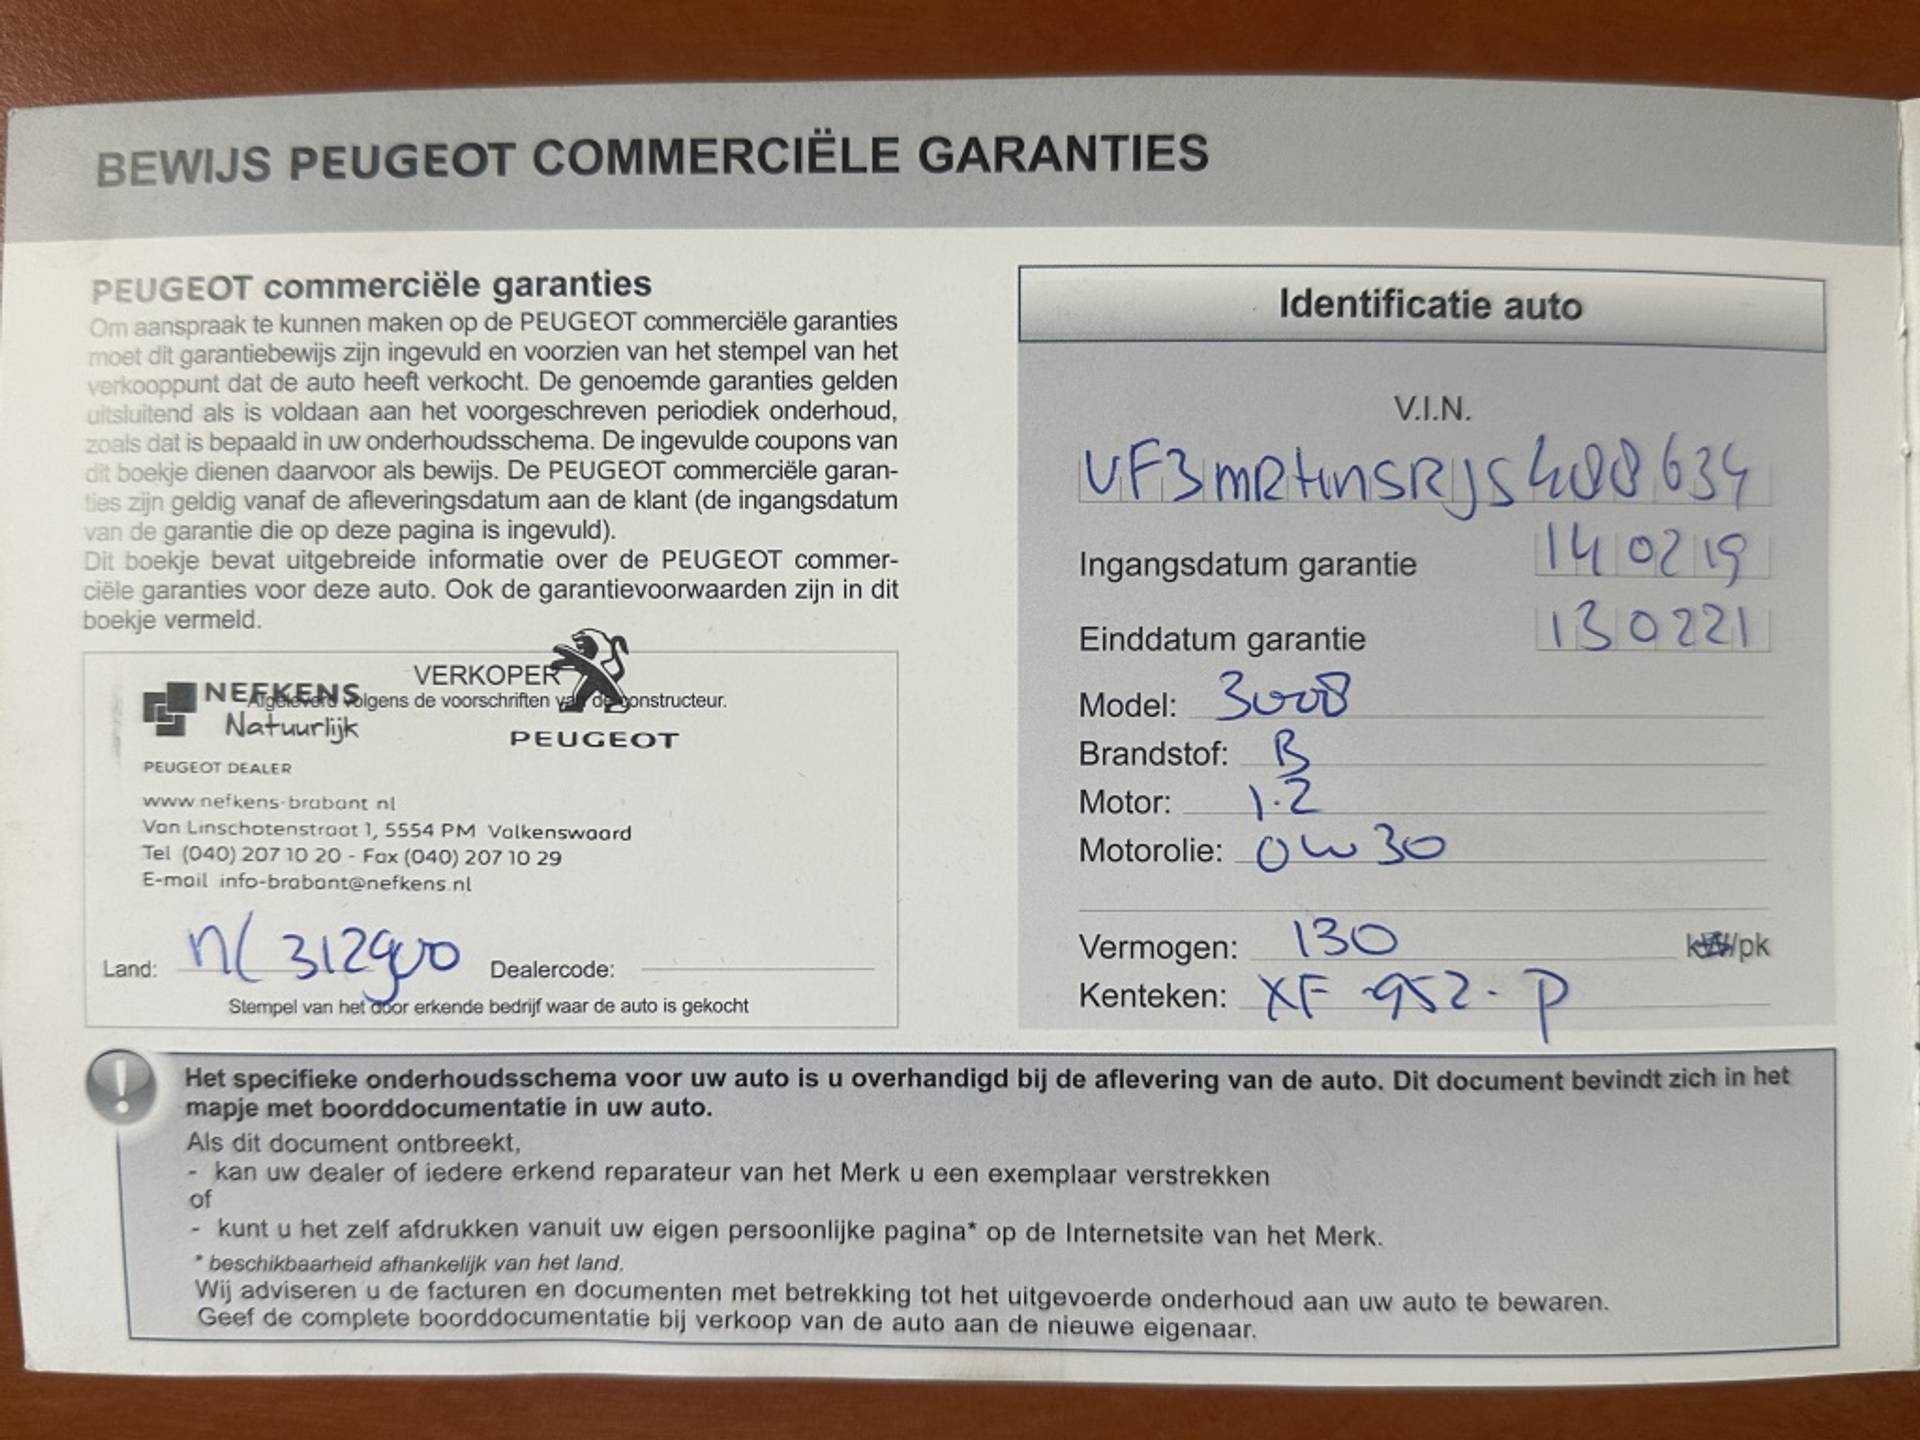 BEWIJS PEUGEOT COMMERCIËLE GARANTIES
PEUGEOT commerciële garanties
Om aanspraak te kunnen maken op de PEUGEOT commerciële garanties
moet dit garantiebewijs zijn ingevuld en voorzien van het stempel van het
verkooppunt dat de auto heeft verkocht. De genoemde garanties gelden
uitsluitend als is voldaan aan het voorgeschreven periodiek onderhoud,
zoals dat is bepaald in uw onderhoudsschema. De ingevulde coupons van
dit boekje dienen daarvoor als bewijs. De PEUGEOT commerciële garan-
ties zijn geldig vanaf de afleveringsdatum aan de klant (de ingangsdatum
van de garantie die op deze pagina is ingevuld).
Dit boekje bevat uitgebreide informatie over de PEUGEOT commer-
ciële garanties voor deze auto. Ook de garantievoorwaarden zijn in dit
boekje vermeld.
VERKOPER
Afgeleverd volgens de voorschriften van de constructeur.
NEFKENS
Natuurlijk
PEUGEOT
PEUGEOT DEALER
www.nefkens-brabant.nl
Van Linschotenstraat 1, 5554 PM Valkenswaard
Tel (040) 207 10 20 - Fax (040) 207 10 29
E-mail info-brabant@nefkens.nl
Land: Dealercode:
Stempel van het door erkende bedrijf waar de auto is gekocht
Identificatie auto
V.I.N.
VF3MRHNSRJS408634
Ingangsdatum garantie 140219
Einddatum garantie 130221
Model: 3008
Brandstof: B
Motor: 1.2
Motorolie: 0W30
Vermogen: 130 kW/pk
Kenteken: XF-952-P
Het specifieke onderhoudsschema voor uw auto is u overhandigd bij de aflevering van de auto. Dit document bevindt zich in het
mapje met boorddocumentatie in uw auto.
Als dit document ontbreekt,
- kan uw dealer of iedere erkend reparateur van het Merk u een exemplaar verstrekken
of
- kunt u het zelf afdrukken vanuit uw eigen persoonlijke pagina* op de Internetsite van het Merk.
* beschikbaarheid afhankelijk van het land.
Wij adviseren u de facturen en documenten met betrekking tot het uitgevoerde onderhoud aan uw auto te bewaren.
Geef de complete boorddocumentatie bij verkoop van de auto aan de nieuwe eigenaar.